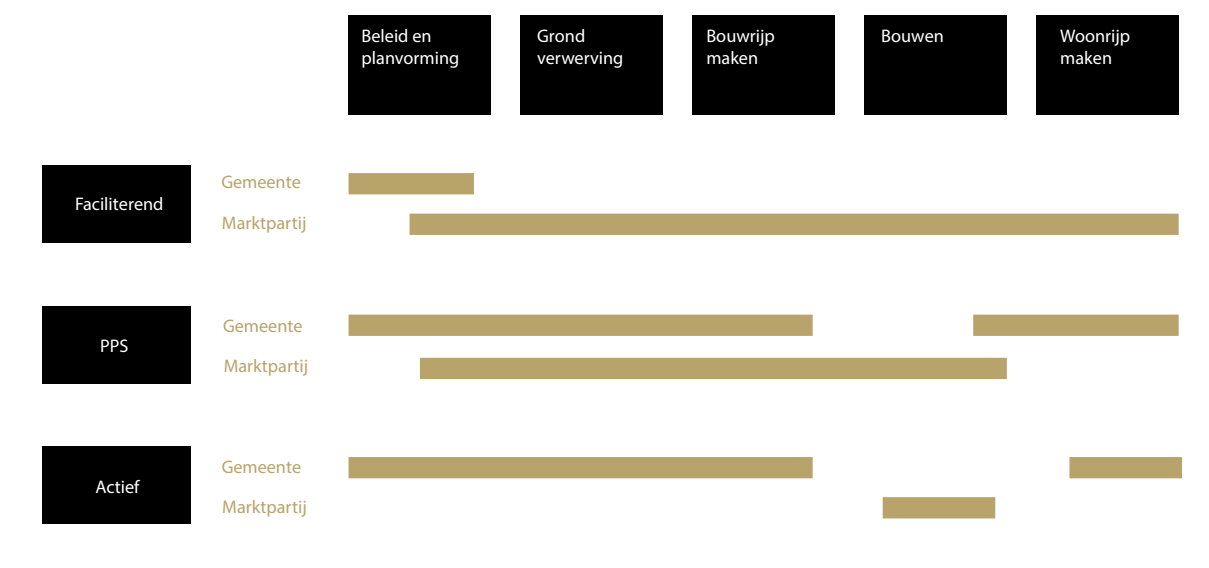 Beleid en
planvorming
Grond
verwerving
Bouwrijp
maken
Bouwen
Woonrijp
maken
Faciliterend
Gemeente
Marktpartij
PPS
Gemeente
Marktpartij
Actief
Gemeente
Marktpartij